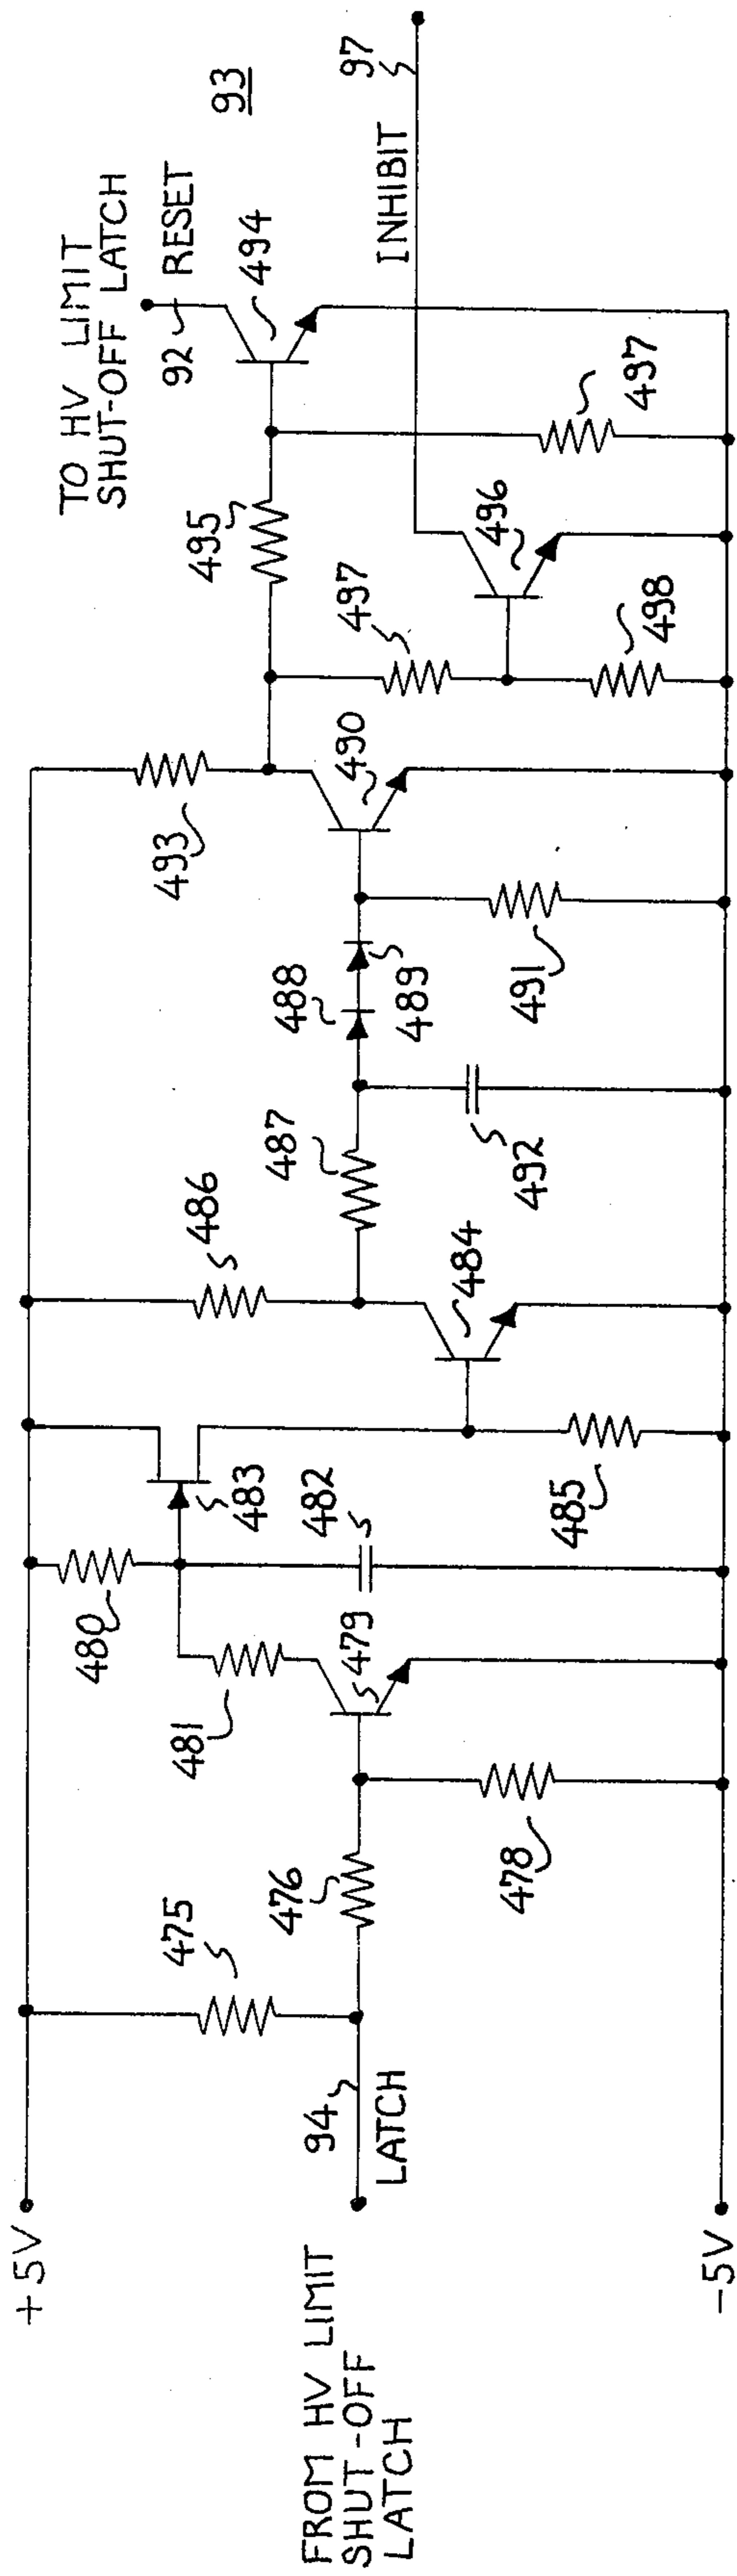 +5V
FROM HV LIMIT
SHUT-OFF
LATCH
94
LATCH
-5V
475
476
478
481
480
479
482
483
485
486
484
487
492
488
489
491
493
490
497
498
495
496
497
TO HV LIMIT
SHUT-OFF LATCH
92
RESET
494
93
INHIBIT
97